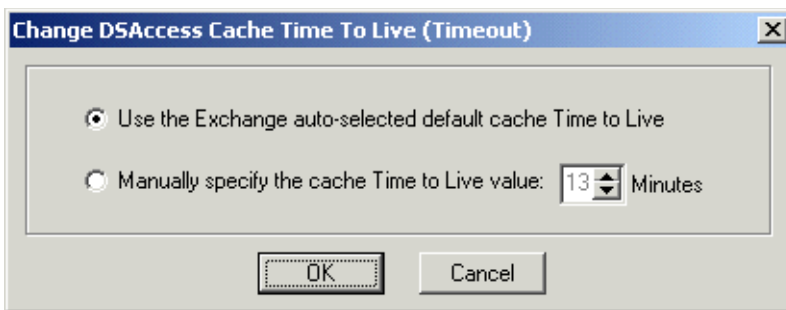 Change DSAccess Cache Time To Live (Timeout)
Use the Exchange auto-selected default cache Time to Live
Manually specify the cache Time to Live value: 13 Minutes
OK Cancel